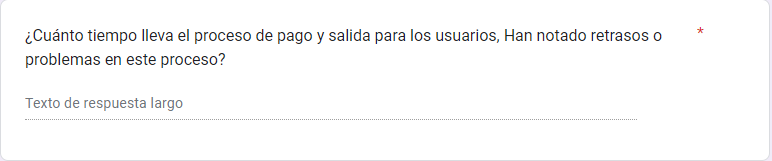 ¿Cuánto tiempo lleva el proceso de pago y salida para los usuarios, Han notado retrasos o *
problemas en este proceso?
Texto de respuesta largo